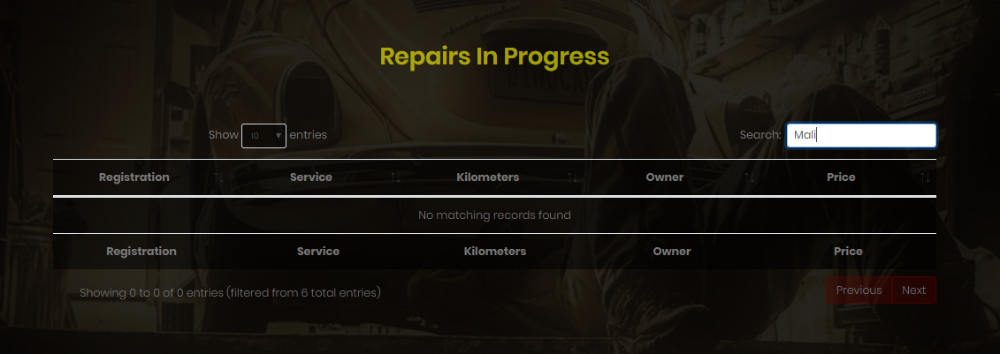 Repairs In Progress
Show 10 entries Search: Mali
Registration Service Kilometers Owner Price
No matching records found
Registration Service Kilometers Owner Price
Showing 0 to 0 of 0 entries (filtered from 6 total entries) Previous Next